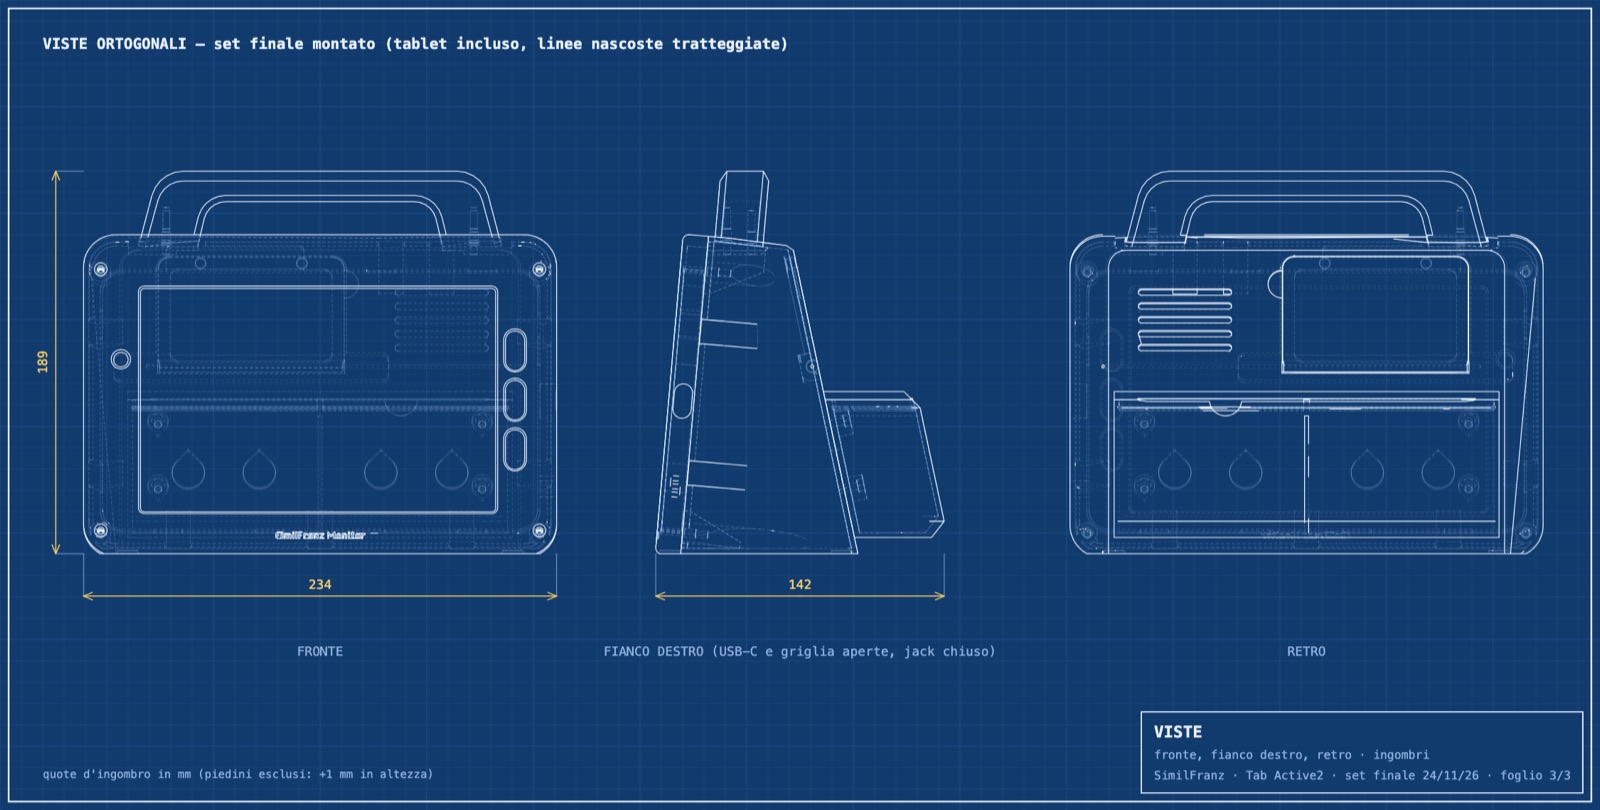 VISTE ORTOGONALI — set finale montato (tablet incluso, linee nascoste tratteggiate)
189
SimilFranz Monitor
234
142
FRONTE
FIANCO DESTRO (USB-C e griglia aperte, jack chiuso)
RETRO
VISTE
fronte, fianco destro, retro · ingombri
SimilFranz · Tab Active2 · set finale 24/11/26 · foglio 3/3
quote d'ingombro in mm (piedini esclusi: +1 mm in altezza)